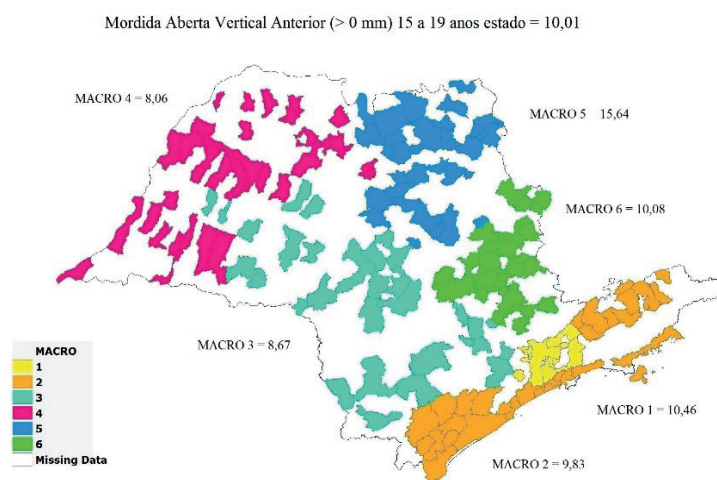 Mordida Aberta Vertical Anterior (> 0 mm) 15 a 19 anos estado = 10,01
MACRO 4 = 8,06
MACRO 5 15,64
MACRO 6 = 10,08
MACRO 3 = 8,67
MACRO 1 = 10,46
MACRO 2 = 9,83
MACRO
1
2
3
4
5
6
Missing Data